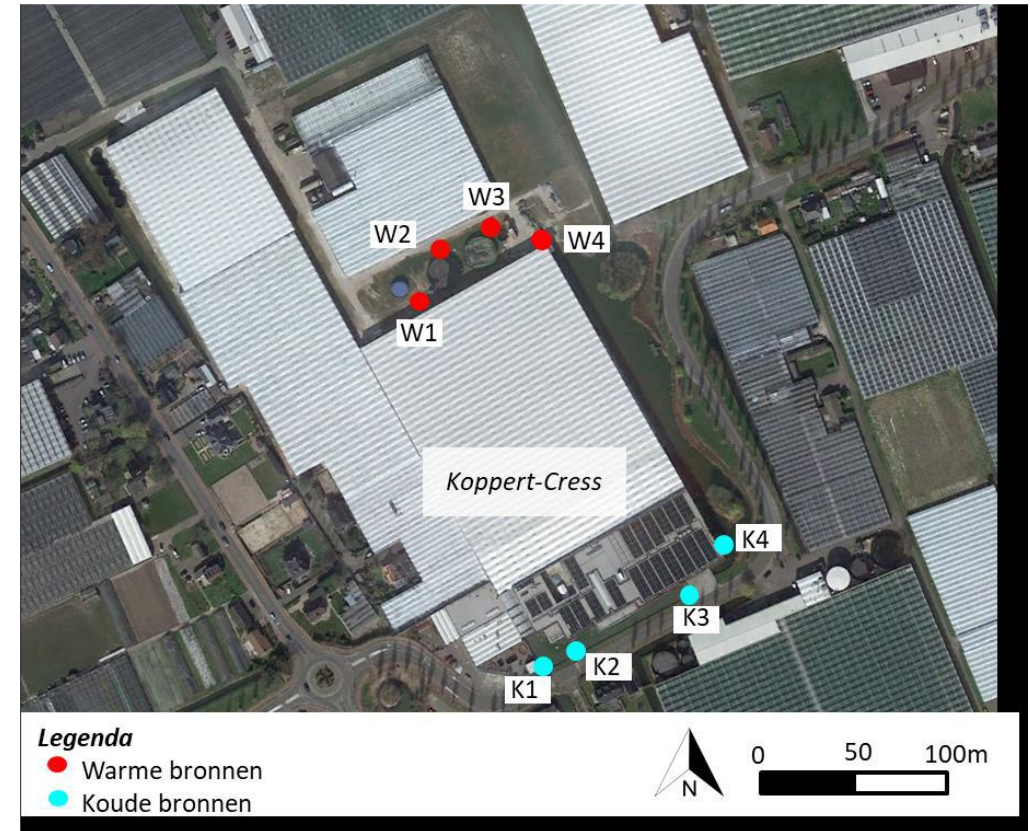 W3
W2
W4
W1
Koppert-Cress
K4
K3
K2
K1
Legenda
Warme bronnen
Koude bronnen
N
0 50 100m